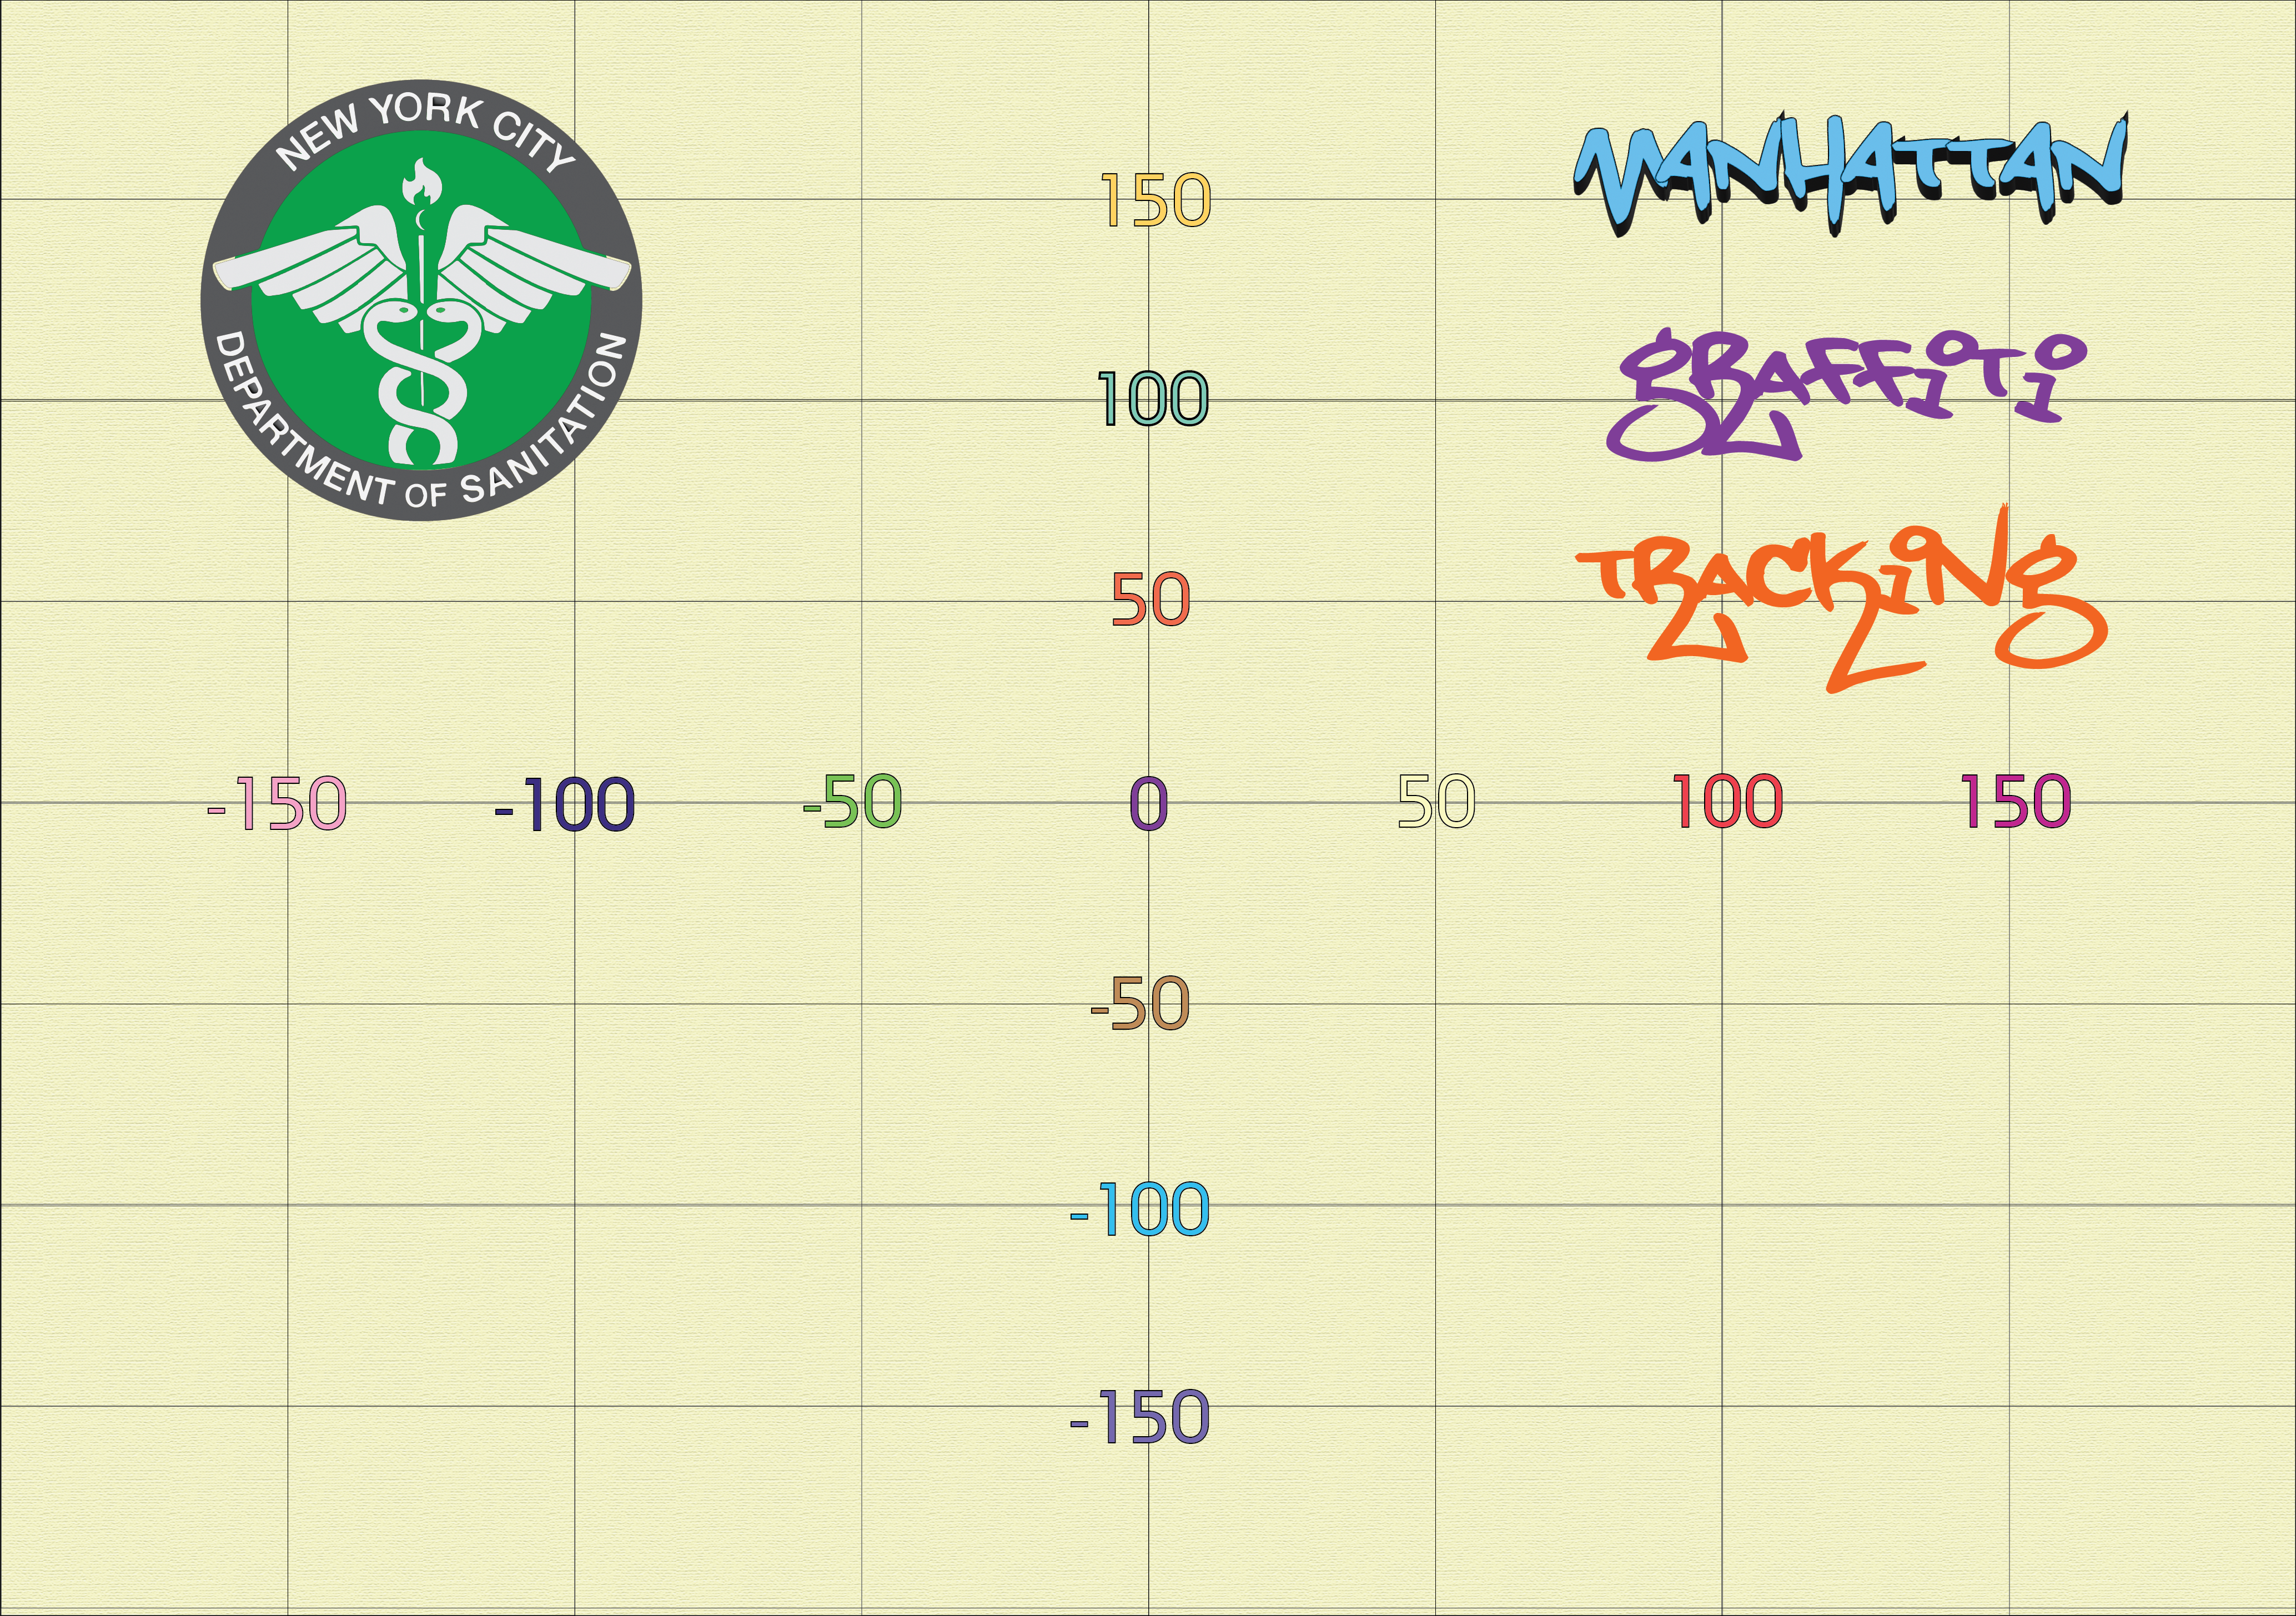 NEW YORK CITY
DEPARTMENT OF SANITATION
MANHATTAN
gRAFFiTi
TRACKiNg
150
100
50
-150 -100 -50 0 50 100 150
-50
-100
-150